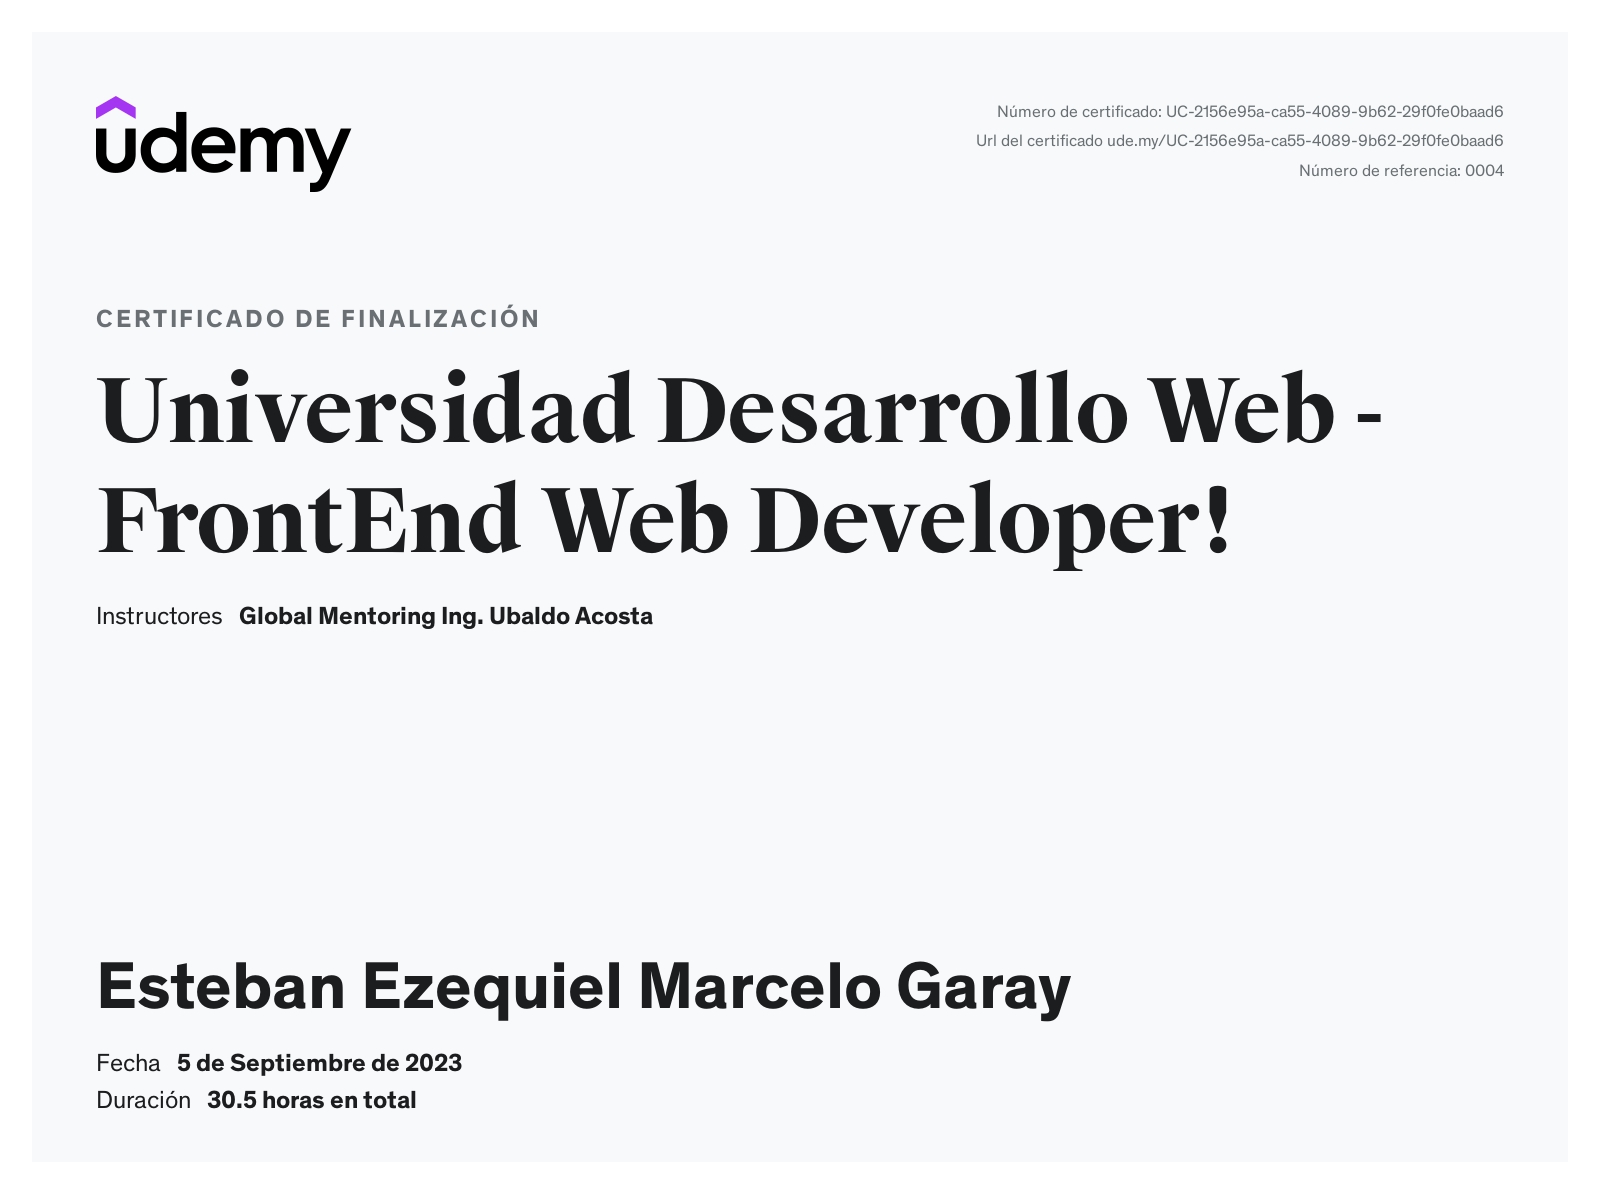 udemy
Número de certificado: UC-2156e95a-ca55-4089-9b62-29f0fe0baad6
Url del certificado ude.my/UC-2156e95a-ca55-4089-9b62-29f0fe0baad6
Número de referencia: 0004
CERTIFICADO DE FINALIZACIÓN
Universidad Desarrollo Web -
FrontEnd Web Developer!
Instructores Global Mentoring Ing. Ubaldo Acosta
Esteban Ezequiel Marcelo Garay
Fecha 5 de Septiembre de 2023
Duración 30.5 horas en total